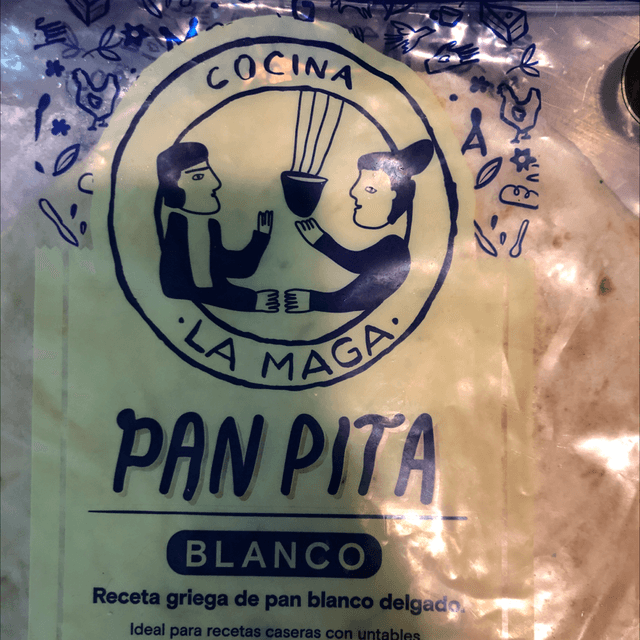 COCINA
·LA MAGA·
PAN PITA
BLANCO
Receta griega de pan blanco delgado.
Ideal para recetas caseras con untables